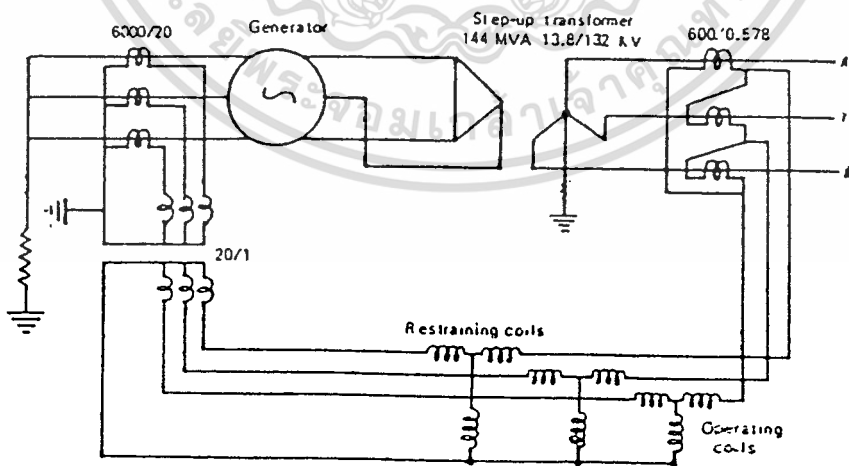 6000/20
Generator
Step-up transformer
144 MVA 13.8/132 kV
600/0.578
20/1
Restraining coils
Operating
coils